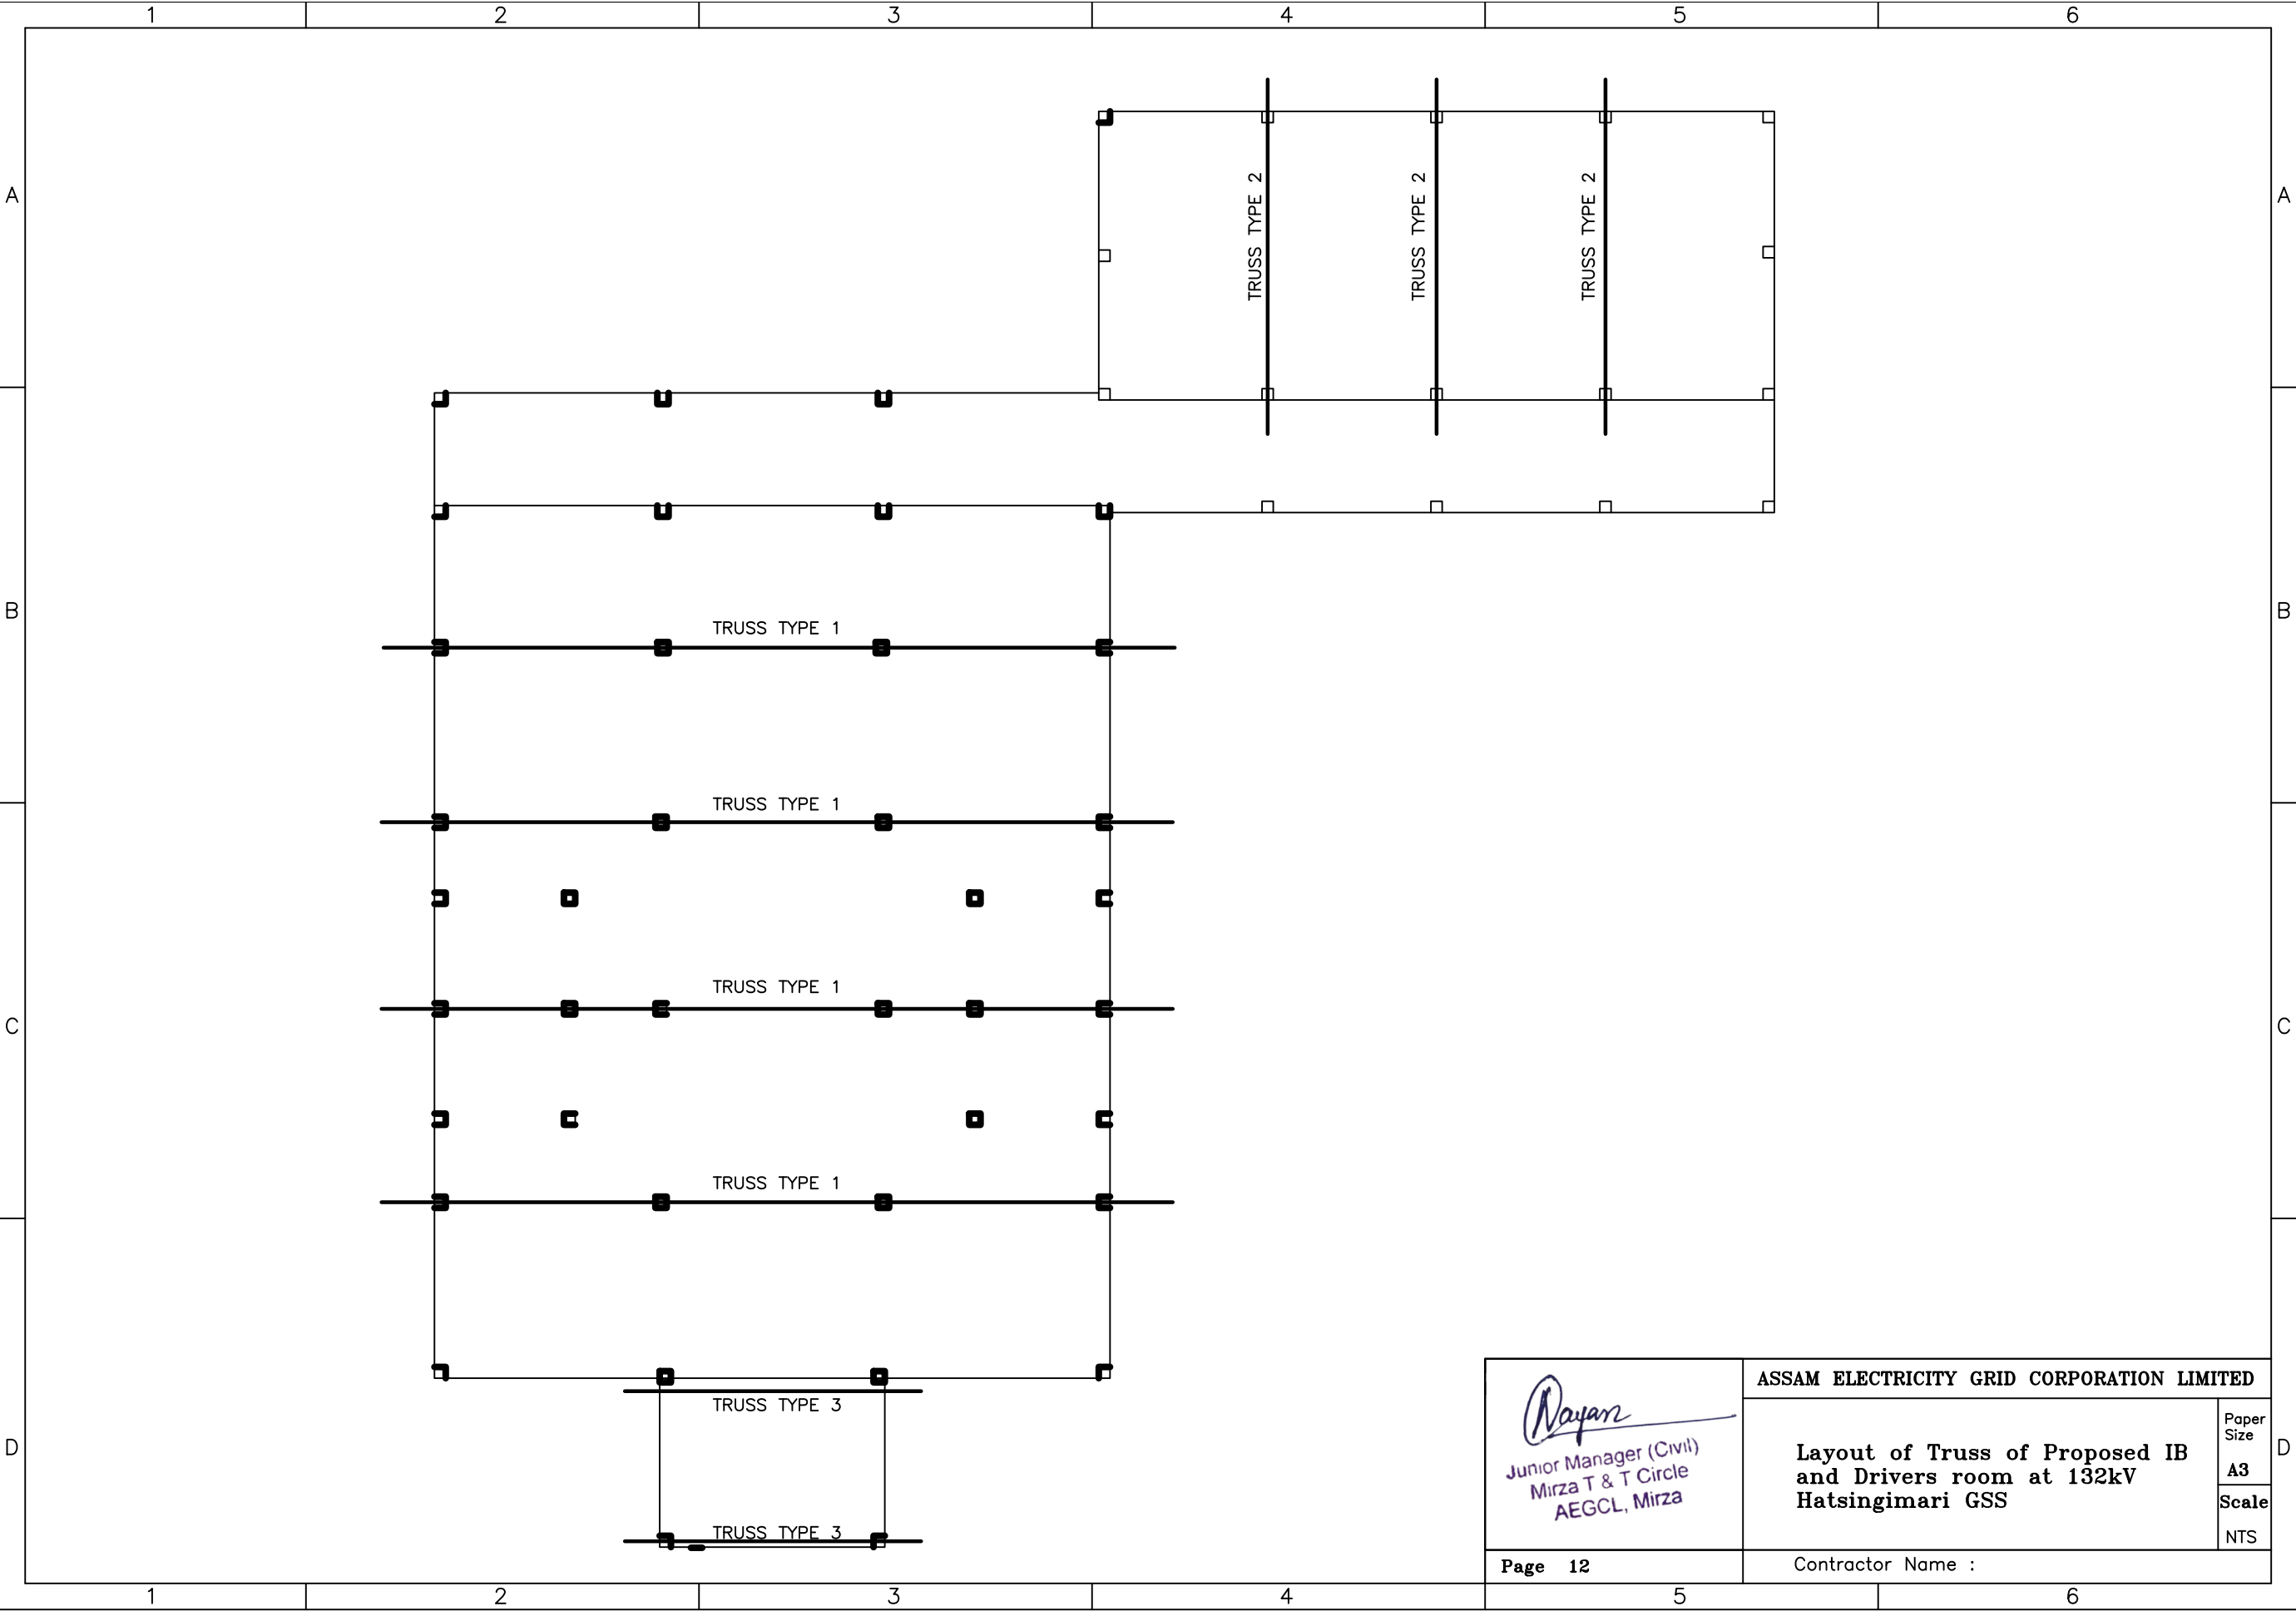 1 2 3 4 5 6
A A
TRUSS TYPE 2
TRUSS TYPE 2
TRUSS TYPE 2
B B
TRUSS TYPE 1
TRUSS TYPE 1
TRUSS TYPE 1
C C
TRUSS TYPE 1
TRUSS TYPE 3
TRUSS TYPE 3
D D
Nayan
Junior Manager (Civil)
Mirza T & T Circle
AEGCL, Mirza
ASSAM ELECTRICITY GRID CORPORATION LIMITED
Layout of Truss of Proposed IB
and Drivers room at 132kV
Hatsingimari GSS
Paper
Size
A3
Scale
NTS
Page 12
Contractor Name :
1 2 3 4 5 6